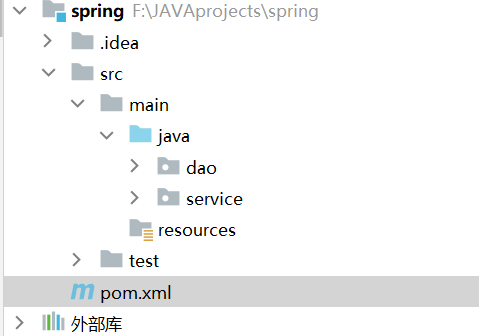 spring F:\JAVAprojects\spring
.idea
src
main
java
dao
service
resources
test
pom.xml
外部库